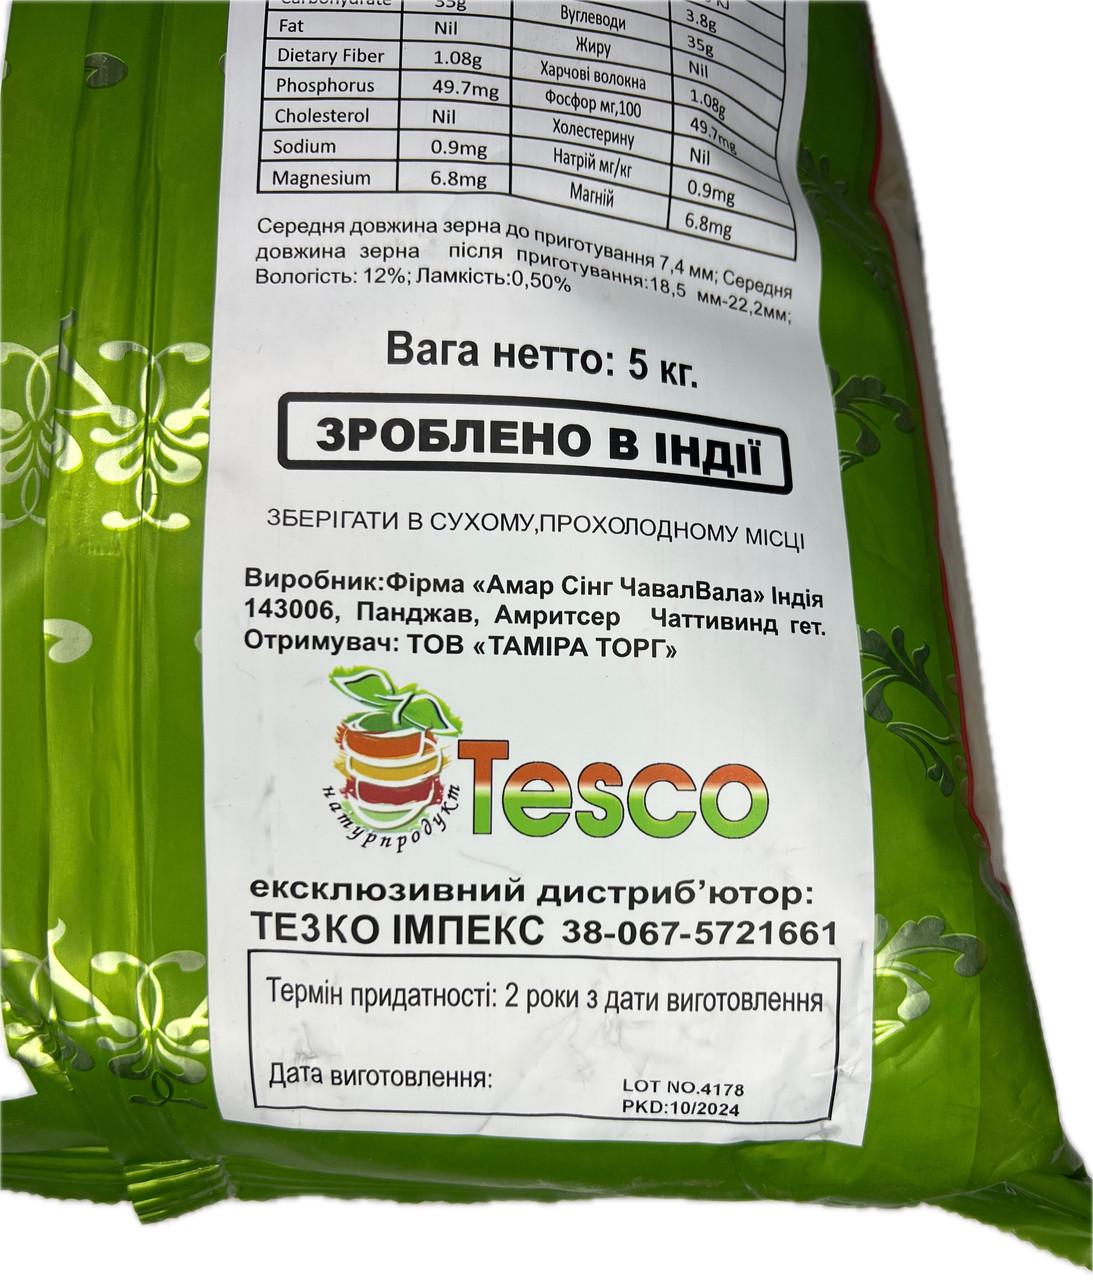 Carbohydrate 35g Вуглеводи 3.8g
Fat Nil Жиру 35g
Dietary Fiber 1.08g Харчові волокна Nil
Phosphorus 49.7mg Фосфор мг,100 1.08g
Cholesterol Nil Холестерину 49.7mg
Sodium 0.9mg Натрій мг/кг Nil
Magnesium 6.8mg Магній 0.9mg
6.8mg
Середня довжина зерна до приготування 7,4 мм; Середня
довжина зерна після приготування:18,5 мм-22,2мм;
Вологість: 12%; Ламкість:0,50%
Вага нетто: 5 кг.
ЗРОБЛЕНО В ІНДІЇ
ЗБЕРІГАТИ В СУХОМУ,ПРОХОЛОДНОМУ МІСЦІ
Виробник:Фірма «Амар Сінг ЧавалВала» Індія
143006, Панджав, Амритсер Чаттивинд гет.
Отримувач: ТОВ «ТАМІРА ТОРГ»
натурпродукт
Tesco
ексклюзивний дистриб’ютор:
ТЕЗКО ІМПЕКС 38-067-5721661
Термін придатності: 2 роки з дати виготовлення
Дата виготовлення:
LOT NO.4178
PKD:10/2024